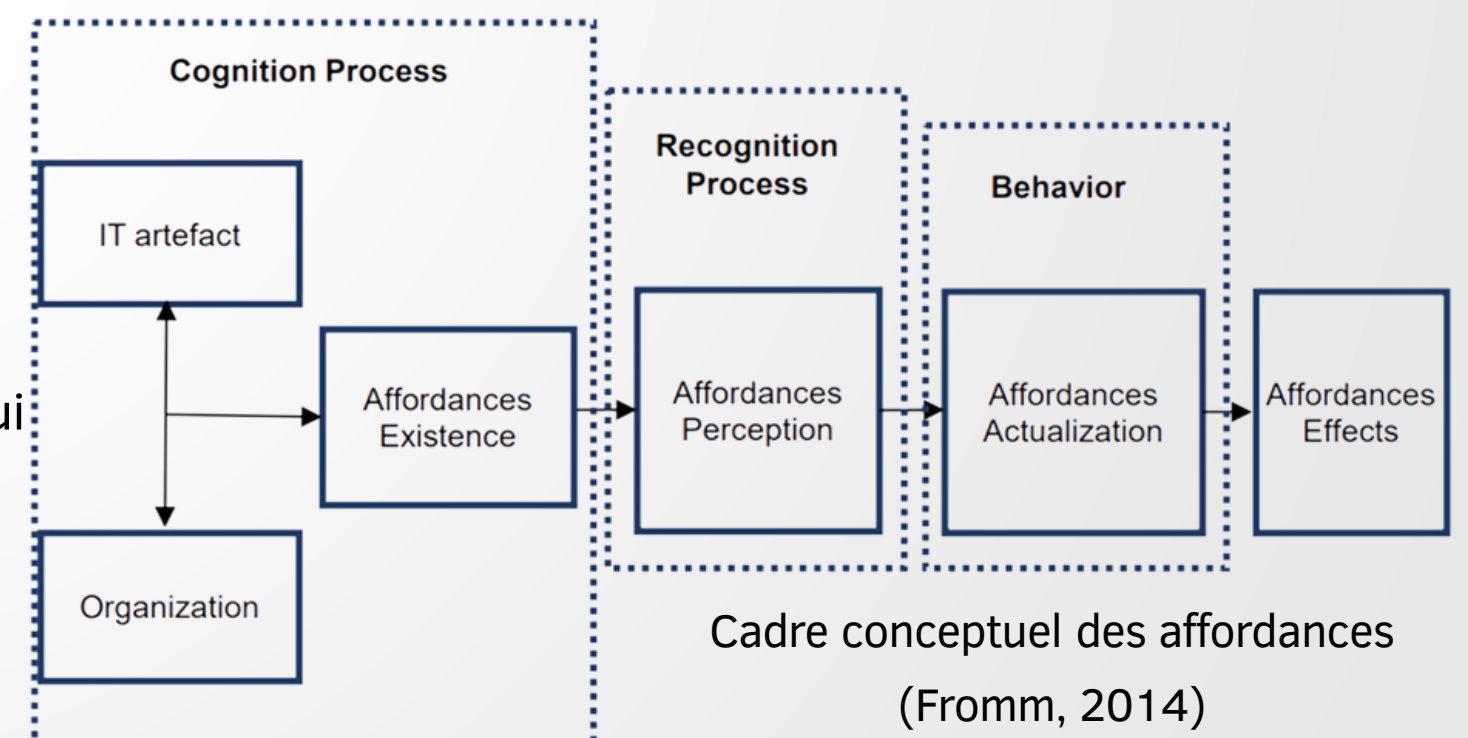 Cognition Process
IT artefact
Organization
Affordances
Existence
Recognition
Process
Affordances
Perception
Behavior
Affordances
Actualization
Affordances
Effects
Cadre conceptuel des affordances
(Fromm, 2014)